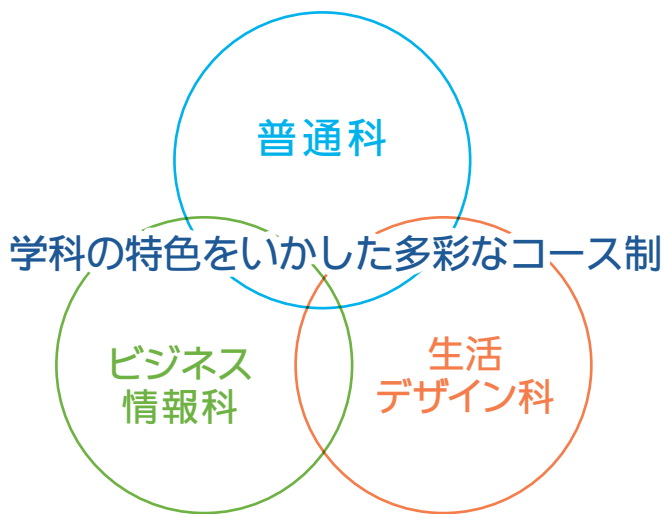 普通科
学科の特色をいかした多彩なコース制
ビジネス
情報科
生活
デザイン科